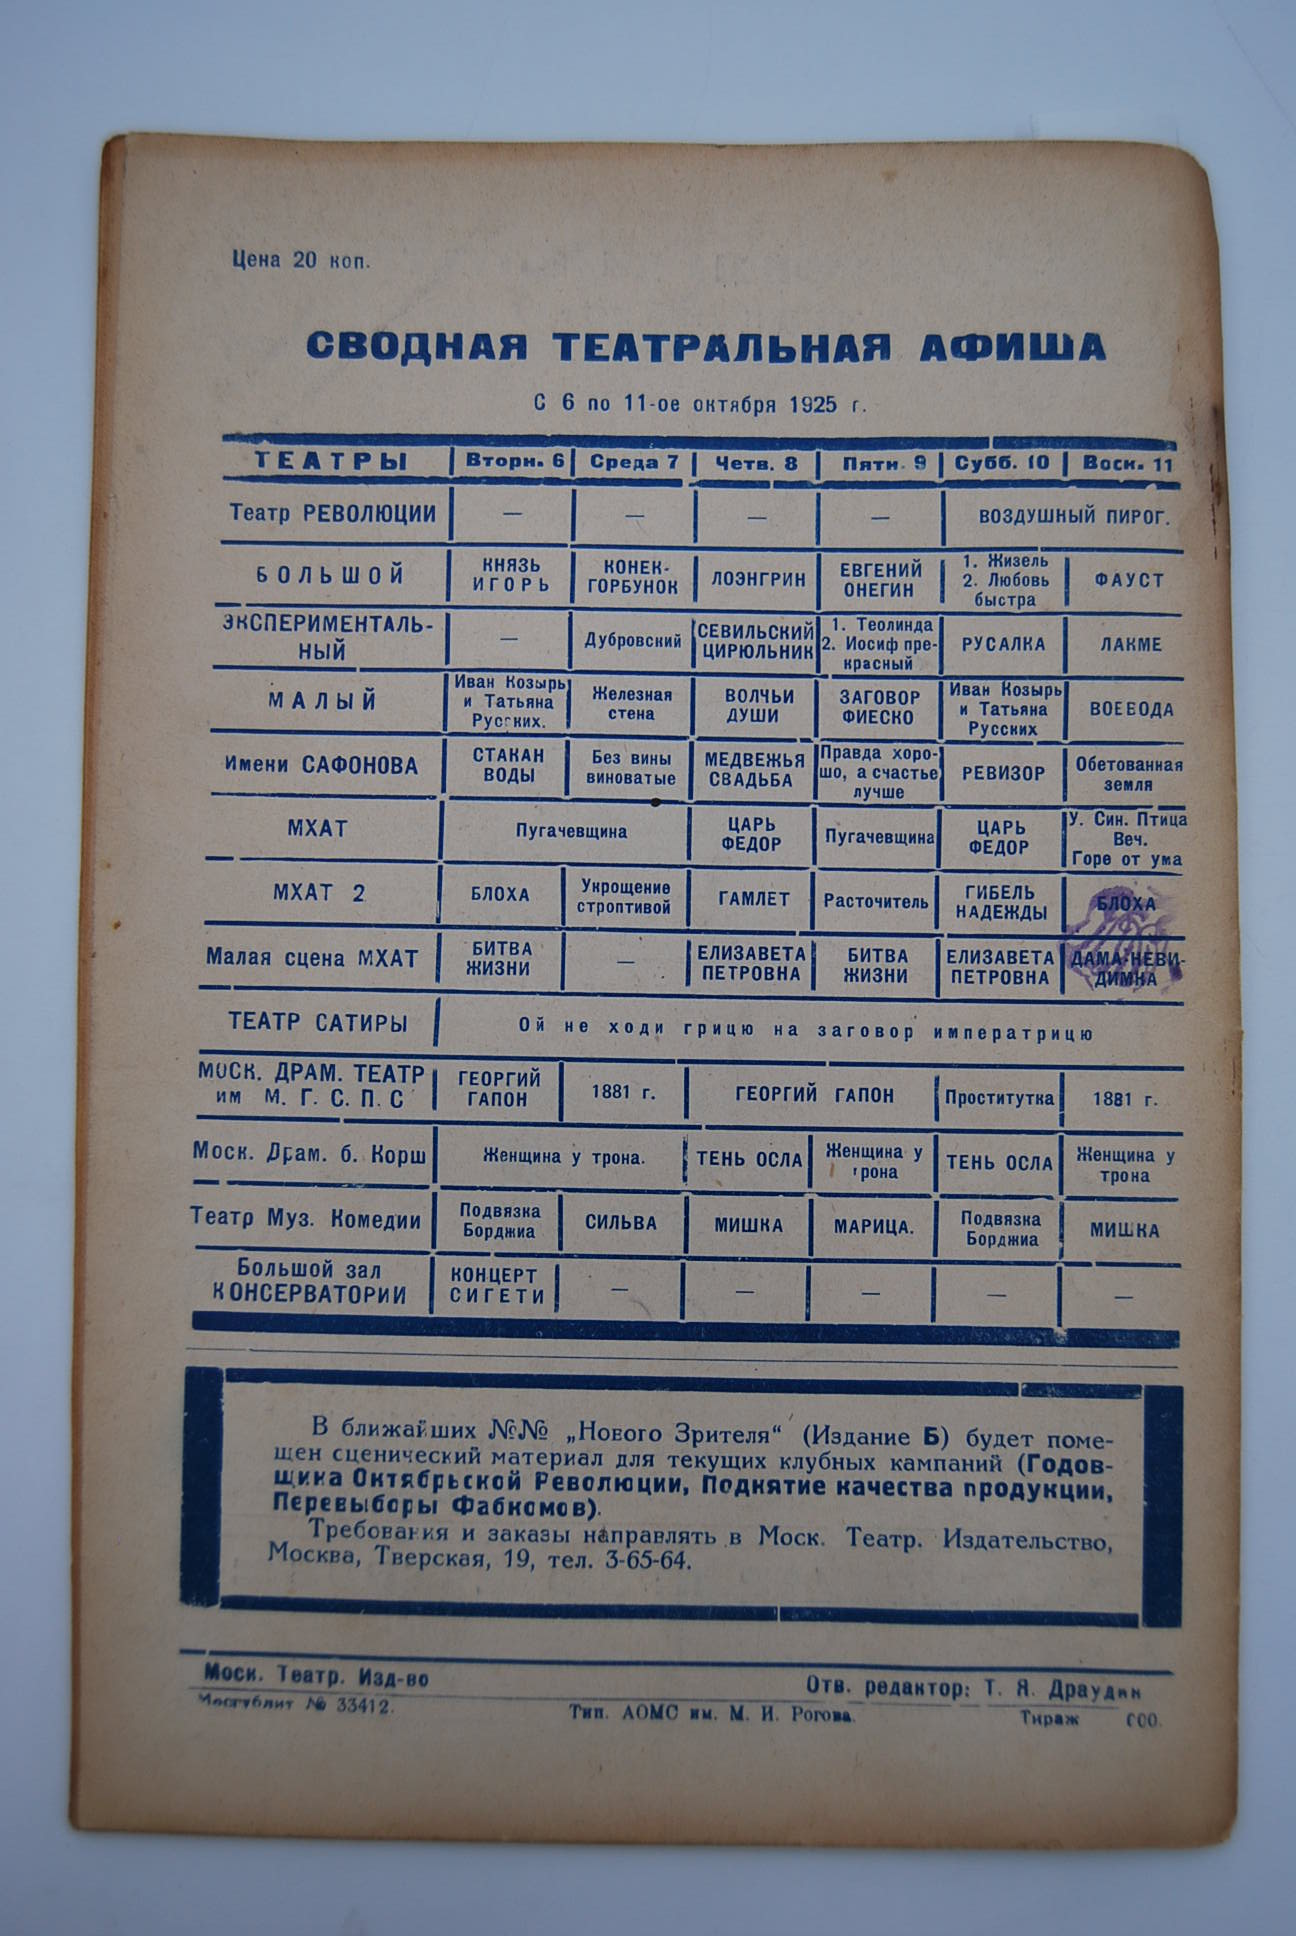 Цена 20 коп.
СВОДНАЯ ТЕАТРАЛЬНАЯ АФИША
С 6 по 11-ое октября 1925 г.
ТЕАТРЫ Вторн. 6 Среда 7 Четв. 8 Пятн. 9 Субб. 10 Воск. 11
Театр РЕВОЛЮЦИИ — — — — ВОЗДУШНЫЙ ПИРОГ.
БОЛЬШОЙ
КНЯЗЬ
ИГОРЬ
КОНЕК-
ГОРБУНОК
ЛОЭНГРИН
ЕВГЕНИЙ
ОНЕГИН
1. Жизель
2. Любовь
быстра
ФАУСТ
ЭКСПЕРИМЕНТАЛЬ-
НЫЙ
—
Дубровский
СЕВИЛЬСКИЙ
ЦИРЮЛЬНИК
1. Теолинда
2. Иосиф пре-
красный
РУСАЛКА
ЛАКМЕ
МАЛЫЙ
Иван Козырь
и Татьяна
Русских.
Железная
стена
ВОЛЧЬИ
ДУШИ
ЗАГОВОР
ФИЕСКО
Иван Козырь
и Татьяна
Русских
ВОЕВОДА
Имени САФОНОВА
СТАКАН
ВОДЫ
Без вины
виноватые
МЕДВЕЖЬЯ
СВАДЬБА
Правда хоро-
шо, а счастье
лучше
РЕВИЗОР
Обетованная
земля
МХАТ
Пугачевщина
ЦАРЬ
ФЕДОР
Пугачевщина
ЦАРЬ
ФЕДОР
У. Син. Птица
Веч.
Горе от ума
МХАТ 2
БЛОХА
Укрощение
строптивой
ГАМЛЕТ
Расточитель
ГИБЕЛЬ
НАДЕЖДЫ
БЛОХА
Малая сцена МХАТ
БИТВА
ЖИЗНИ
—
ЕЛИЗАВЕТА
ПЕТРОВНА
БИТВА
ЖИЗНИ
ЕЛИЗАВЕТА
ПЕТРОВНА
ДАМА-НЕВИ-
ДИМКА
ТЕАТР САТИРЫ
Ой не ходи грицю на заговор императрицю
МОСК. ДРАМ. ТЕАТР
им М. Г. С. П. С
ГЕОРГИЙ
ГАПОН
1881 г.
ГЕОРГИЙ ГАПОН
Проститутка
1881 г.
Моск. Драм. б. Корш
Женщина у трона.
ТЕНЬ ОСЛА
Женщина у
трона
ТЕНЬ ОСЛА
Женщина у
трона
Театр Муз. Комедии
Подвязка
Борджиа
СИЛЬВА
МИШКА
МАРИЦА.
Подвязка
Борджиа
МИШКА
Большой зал
КОНСЕРВАТОРИИ
КОНЦЕРТ
СИГЕТИ
— — — — —
В ближайших №№ „Нового Зрителя“ (Издание Б) будет поме-
щен сценический материал для текущих клубных кампаний (Годов-
щина Октябрьской Революции, Поднятие качества продукции,
Перевыборы Фабкомов).
Требования и заказы направлять в Моск. Театр. Издательство,
Москва, Тверская, 19, тел. 3-65-64.
Моск. Театр. Изд-во Отв. редактор: Т. Я. Драудин
Мосгублит № 33412. Тип. АОМС им. М. И. Рогова. Тираж